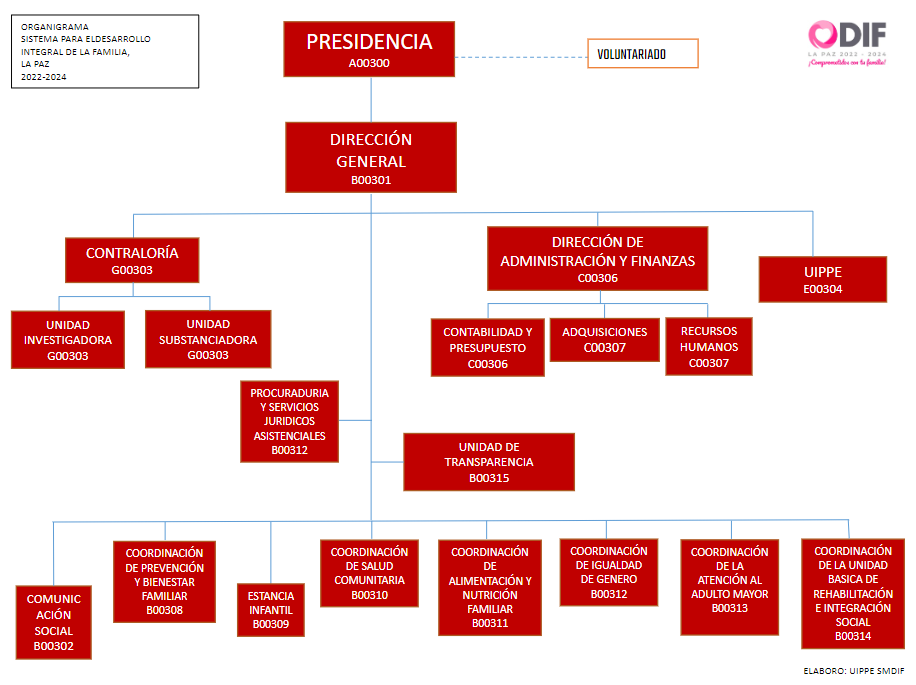 ORGANIGRAMA
SISTEMA PARA ELDESARROLLO
INTEGRAL DE LA FAMILIA,
LA PAZ
2022-2024
PRESIDENCIA
A00300
VOLUNTARIADO
DIF
LA PAZ 2022 - 2024
¡Comprometidos con tu familia!
DIRECCIÓN
GENERAL
B00301
CONTRALORÍA
G00303
DIRECCIÓN DE
ADMINISTRACIÓN Y FINANZAS
C00306
UIPPE
E00304
UNIDAD
INVESTIGADORA
G00303
UNIDAD
SUBSTANCIADORA
G00303
CONTABILIDAD Y
PRESUPUESTO
C00306
ADQUISICIONES
C00307
RECURSOS
HUMANOS
C00307
PROCURADURIA
Y SERVICIOS
JURIDICOS
ASISTENCIALES
B00312
UNIDAD DE
TRANSPARENCIA
B00315
COMUNIC
ACIÓN
SOCIAL
B00302
COORDINACIÓN
DE PREVENCIÓN
Y BIENESTAR
FAMILIAR
B00308
ESTANCIA
INFANTIL
B00309
COORDINACIÓN
DE SALUD
COMUNITARIA
B00310
COORDINACIÓN
DE
ALIMENTACIÓN Y
NUTRICIÓN
FAMILIAR
B00311
COORDINACIÓN
DE IGUALDAD
DE GENERO
B00312
COORDINACIÓN
DE LA
ATENCIÓN AL
ADULTO MAYOR
B00313
COORDINACIÓN
DE LA UNIDAD
BASICA DE
REHABILITACIÓN
E INTEGRACIÓN
SOCIAL
B00314
ELABORO: UIPPE SMDIF